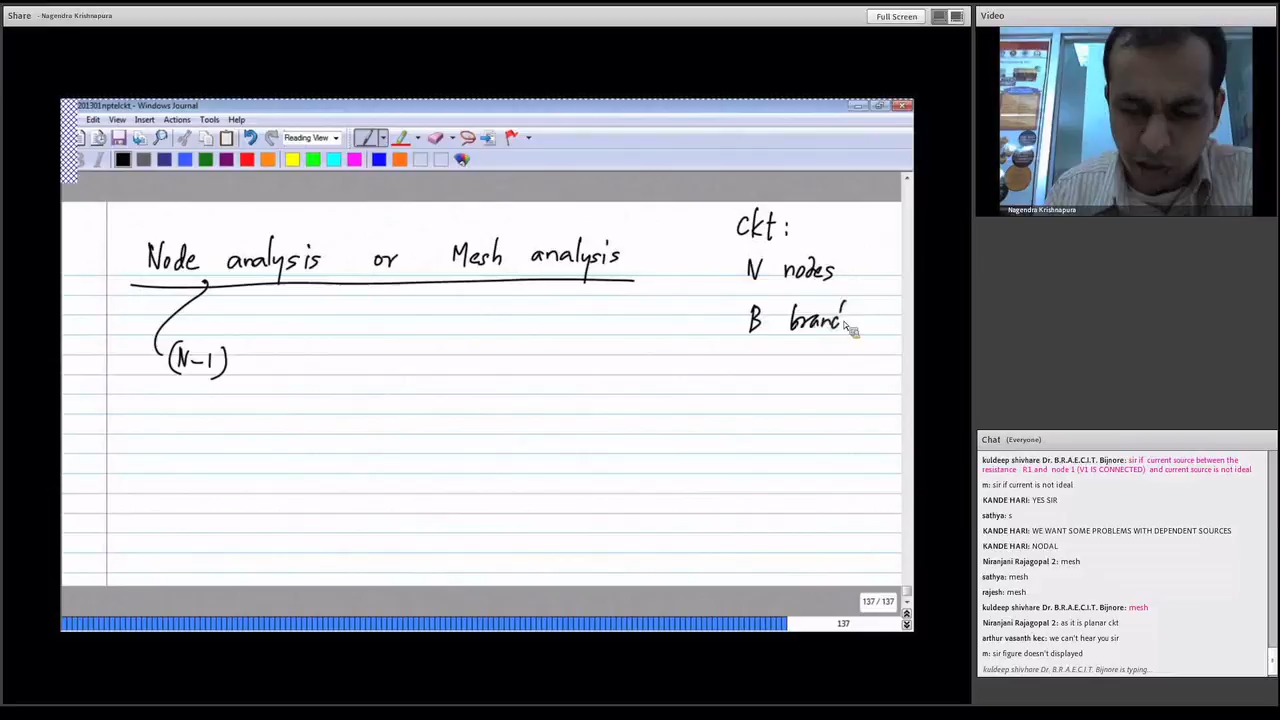 Share - Nagendra Krishnapura
Full Screen
Video
201301nptelckt - Windows Journal
Edit View Insert Actions Tools Help
Reading View
Nagendra Krishnapura
Node analysis or Mesh analysis
(N-1)
Ckt:
N nodes
B branc
137 / 137
137
Chat (Everyone)
kuldeep shivhare Dr. B.R.A.E.C.I.T. Bijnore: sir if current source between the
resistance R1 and node 1 (V1 IS CONNECTED) and current source is not ideal
m: sir if current is not ideal
KANDE HARI: YES SIR
sathya: s
KANDE HARI: WE WANT SOME PROBLEMS WITH DEPENDENT SOURCES
KANDE HARI: NODAL
Niranjani Rajagopal 2: mesh
sathya: mesh
rajesh: mesh
kuldeep shivhare Dr. B.R.A.E.C.I.T. Bijnore: mesh
Niranjani Rajagopal 2: as it is planar ckt
arthur vasanth kec: we can't hear you sir
m: sir figure doesn't displayed
kuldeep shivhare Dr. B.R.A.E.C.I.T. Bijnore is typing...